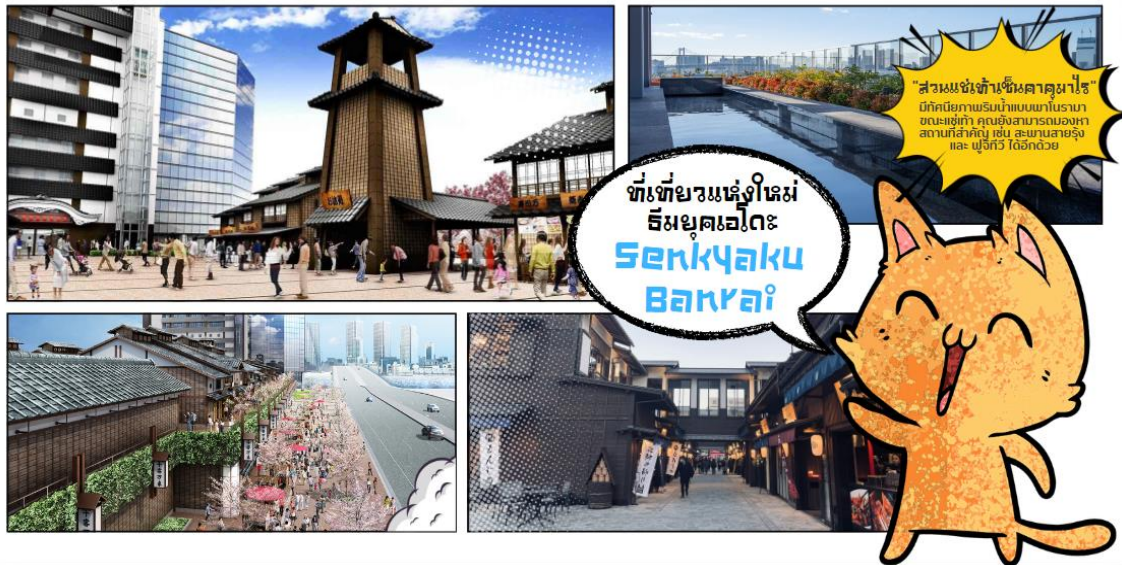 "สวนแช่เท้าเซ็นคาคุมาไร"
มีทัศนียภาพริมน้ำแบบพาโนรามา
ขณะแช่เท้า คุณยังสามารถมองหา
สถานที่สำคัญ เช่น สะพานสายรุ้ง
และ ฟูจิทีวี ได้อีกด้วย
ที่เที่ยวแห่งใหม่
ธีมยุคเอโดะ
Senkyaku
Banrai